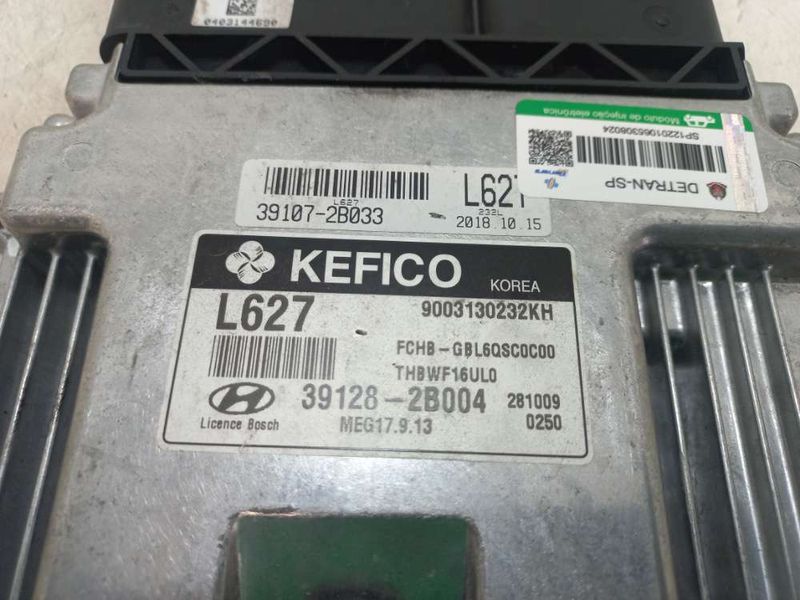 0403144690
Módulo de injeção eletrônica
SP12201065308024
DETRAN-SP
L627
L627
232L
39107-2B033
2018.10.15
KEFICO
KOREA
L627
9003130232KH
FCHB-GBL6QSC0C00
THBWF16UL0
39128-2B004
281009
Licence Bosch
MEG17.9.13
0250